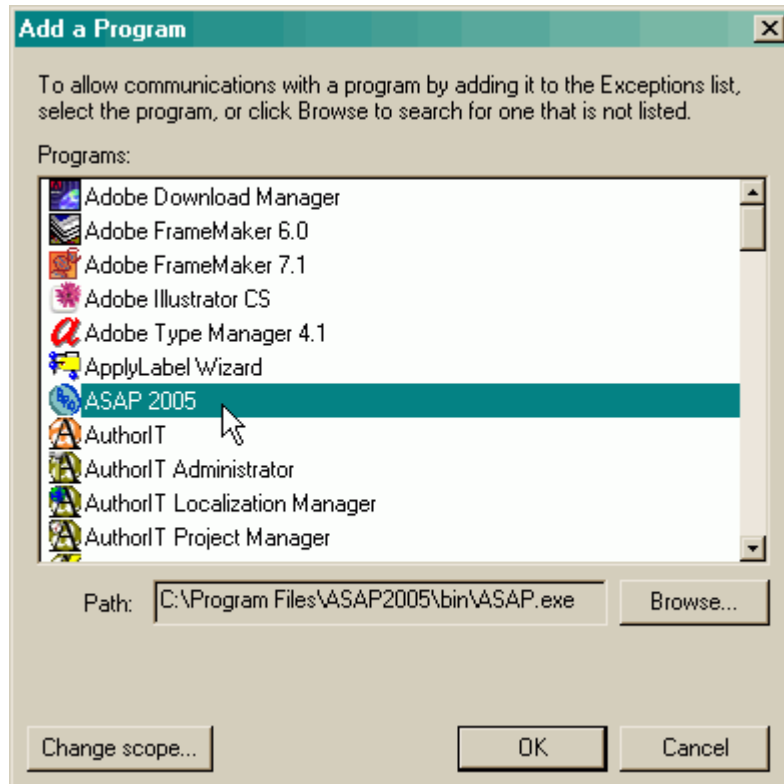 Add a Program
To allow communications with a program by adding it to the Exceptions list,
select the program, or click Browse to search for one that is not listed.
Programs:
Adobe Download Manager
Adobe FrameMaker 6.0
Adobe FrameMaker 7.1
Adobe Illustrator CS
Adobe Type Manager 4.1
ApplyLabel Wizard
ASAP 2005
AuthorIT
AuthorIT Administrator
AuthorIT Localization Manager
AuthorIT Project Manager
Path: C:\Program Files\ASAP2005\bin\ASAP.exe Browse...
Change scope... OK Cancel